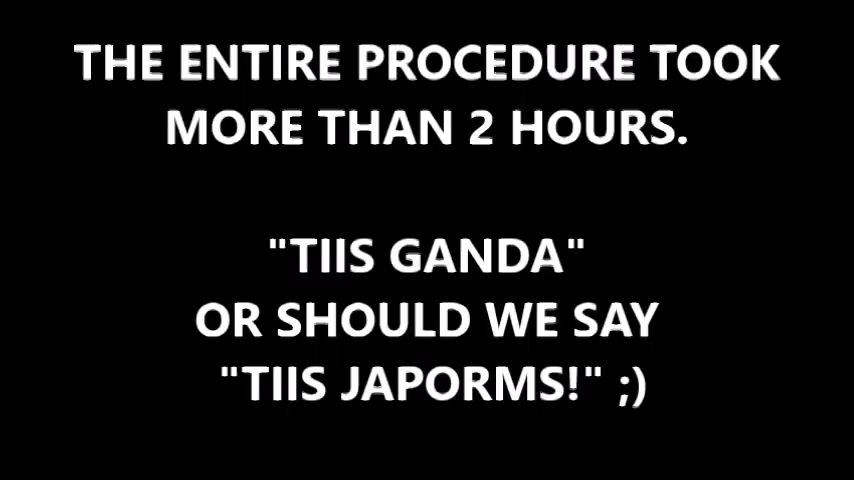 THE ENTIRE PROCEDURE TOOK
MORE THAN 2 HOURS.
"TIIS GANDA"
OR SHOULD WE SAY
"TIIS JAPORMS!" ;)